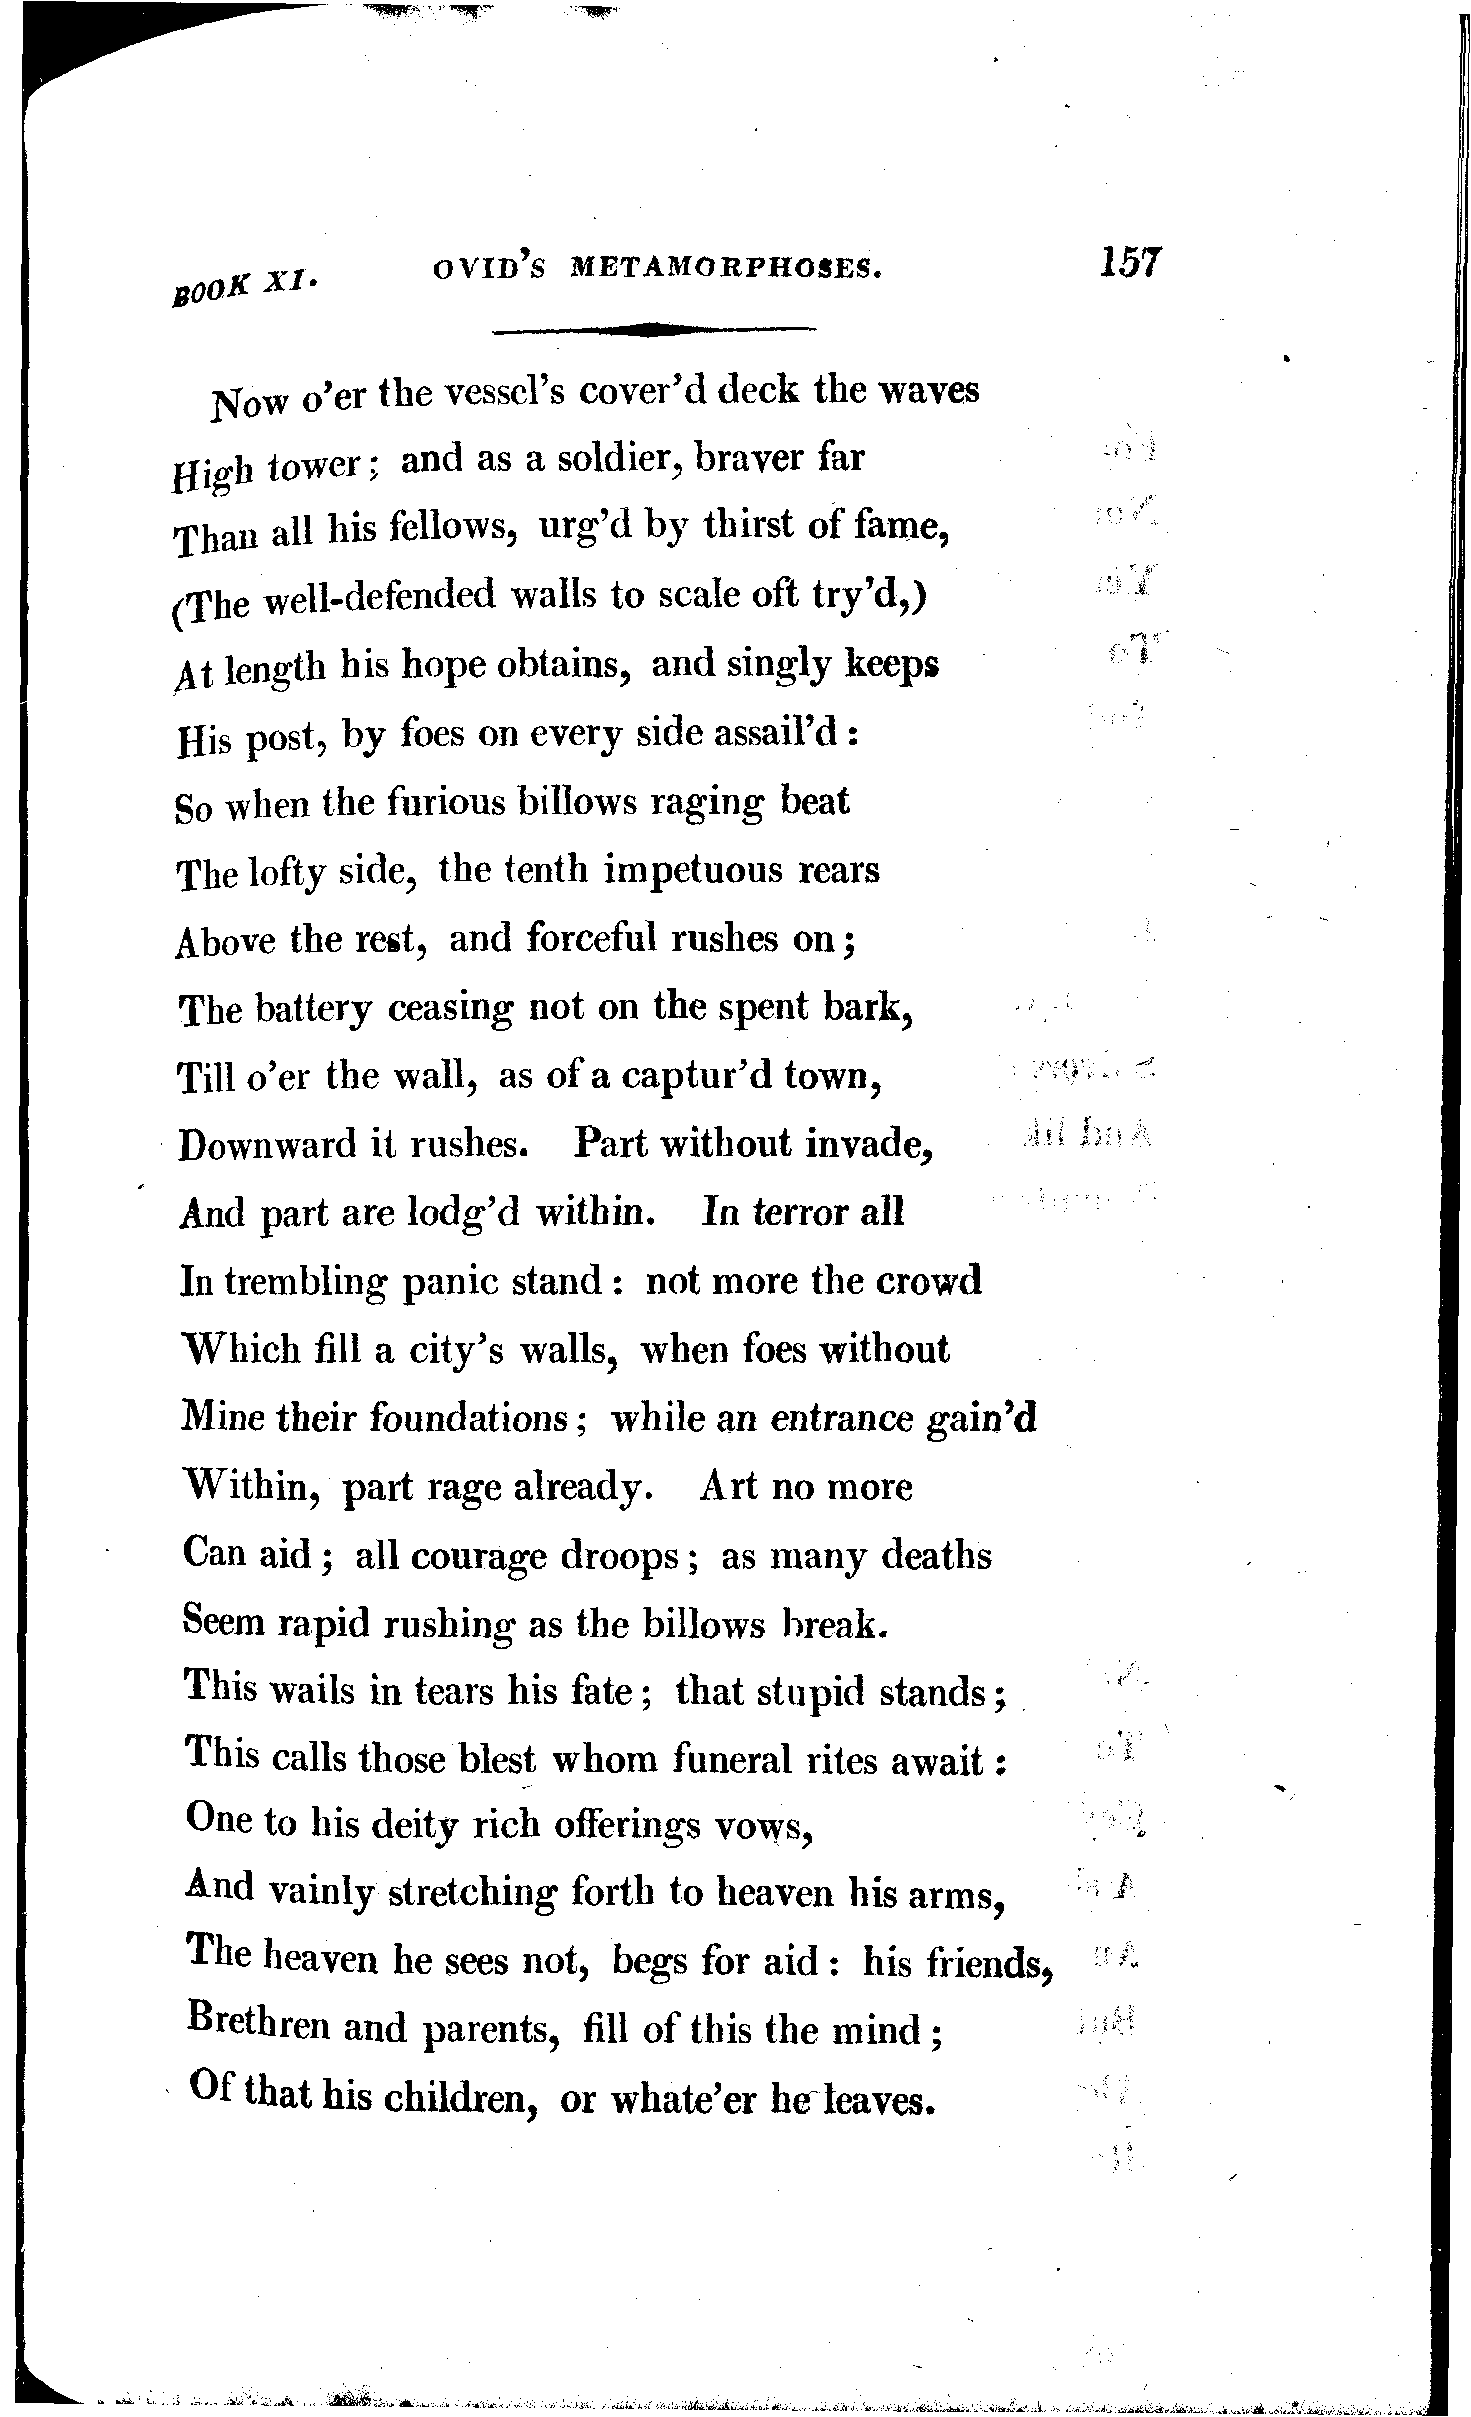 BOOK XI. OVID'S METAMORPHOSES. 157
Now o'er the vessel's cover'd deck the waves
High tower; and as a soldier, braver far
Than all his fellows, urg'd by thirst of fame,
(The well-defended walls to scale oft try'd,)
At length his hope obtains, and singly keeps
His post, by foes on every side assail'd:
So when the furious billows raging beat
The lofty side, the tenth impetuous rears
Above the rest, and forceful rushes on;
The battery ceasing not on the spent bark,
Till o'er the wall, as of a captur'd town,
Downward it rushes. Part without invade,
And part are lodg'd within. In terror all
In trembling panic stand: not more the crowd
Which fill a city's walls, when foes without
Mine their foundations; while an entrance gain'd
Within, part rage already. Art no more
Can aid; all courage droops; as many deaths
Seem rapid rushing as the billows break.
This wails in tears his fate; that stupid stands;
This calls those blest whom funeral rites await:
One to his deity rich offerings vows,
And vainly stretching forth to heaven his arms,
The heaven he sees not, begs for aid: his friends,
Brethren and parents, fill of this the mind;
Of that his children, or whate'er he leaves.